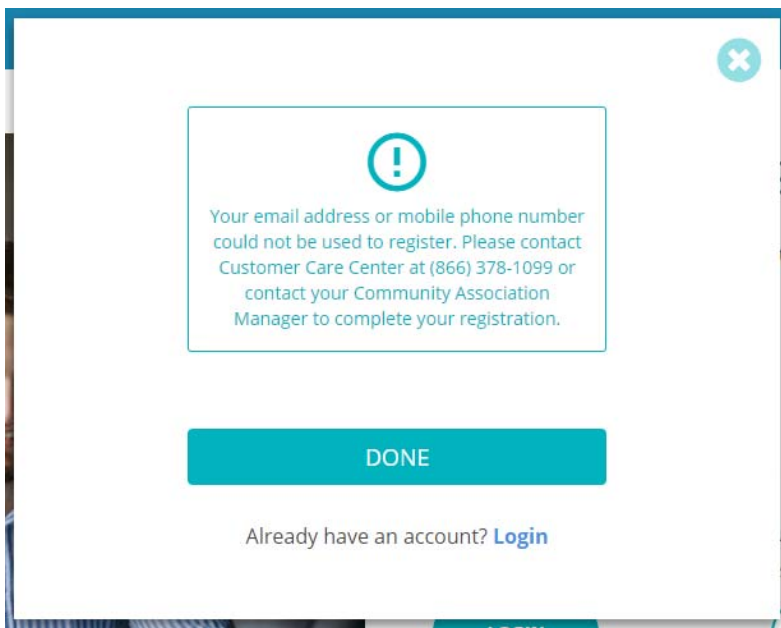 Your email address or mobile phone number
could not be used to register. Please contact
Customer Care Center at (866) 378-1099 or
contact your Community Association
Manager to complete your registration.
DONE
Already have an account? Login
LOGIN